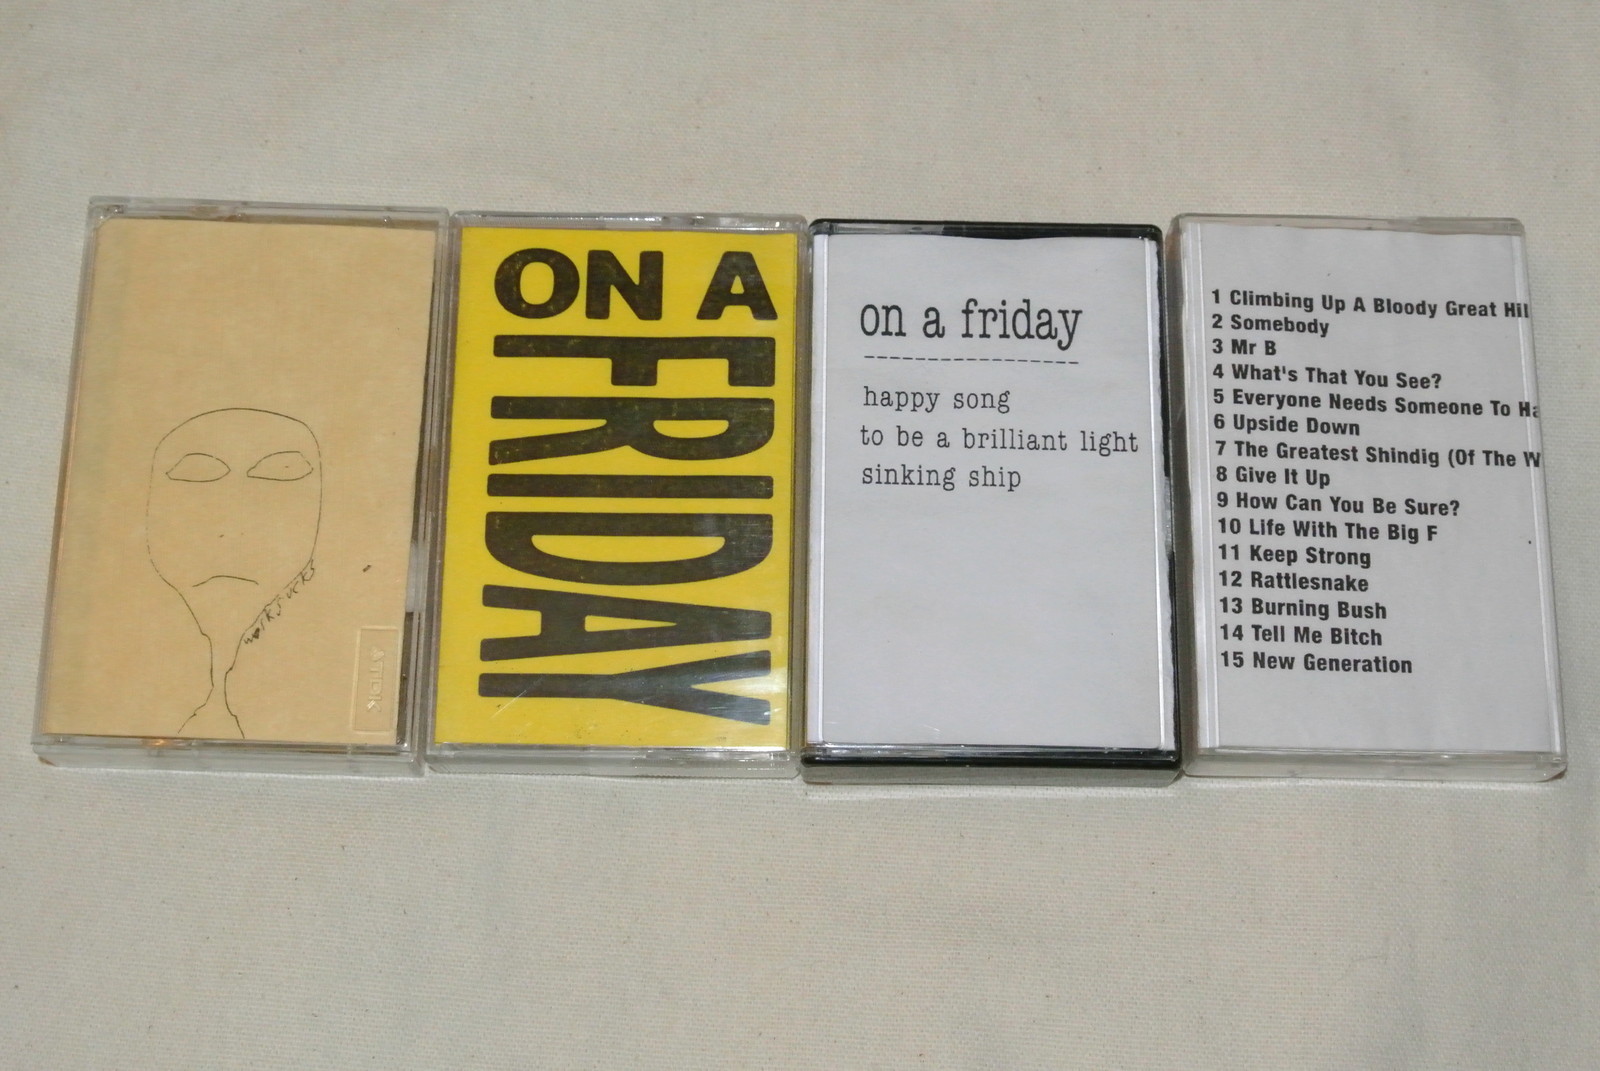 work sucks
TDK
ON A
FRIDAY
on a friday
-----------------
happy song
to be a brilliant light
sinking ship
1 Climbing Up A Bloody Great Hil
2 Somebody
3 Mr B
4 What's That You See?
5 Everyone Needs Someone To Ha
6 Upside Down
7 The Greatest Shindig (Of The W
8 Give It Up
9 How Can You Be Sure?
10 Life With The Big F
11 Keep Strong
12 Rattlesnake
13 Burning Bush
14 Tell Me Bitch
15 New Generation